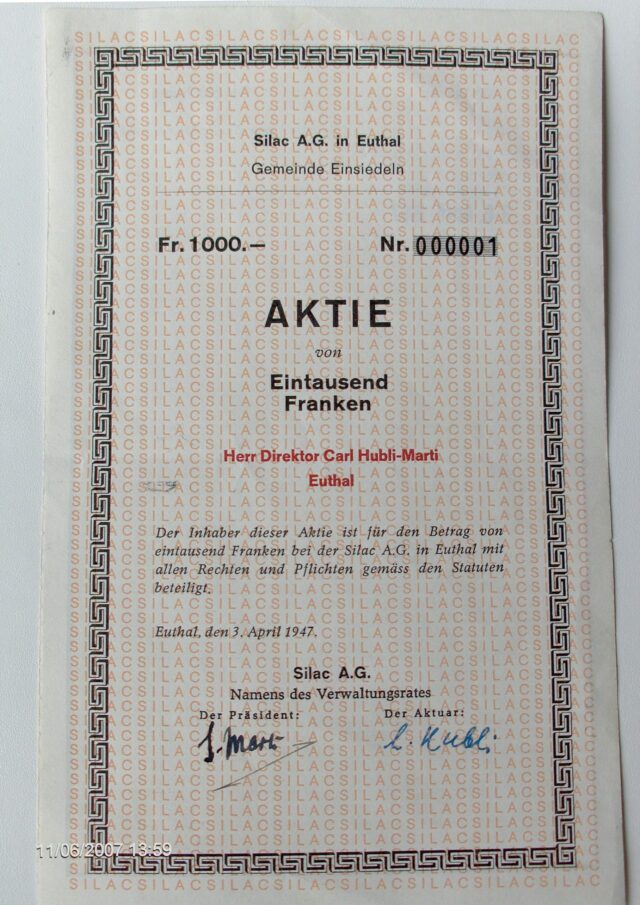 Silac A.G. in Euthal
Gemeinde Einsiedeln
Fr. 1000.—
Nr. 000001
AKTIE
von
Eintausend
Franken
Herr Direktor Carl Hubli-Marti
Euthal
Der Inhaber dieser Aktie ist für den Betrag von
eintausend Franken bei der Silac A.G. in Euthal mit
allen Rechten und Pflichten gemäss den Statuten
beteiligt.
Euthal, den 3. April 1947.
Silac A.G.
Namens des Verwaltungsrates
Der Präsident:
Der Aktuar:
J. Marti
C. Hubli
11/06/2007 13:59